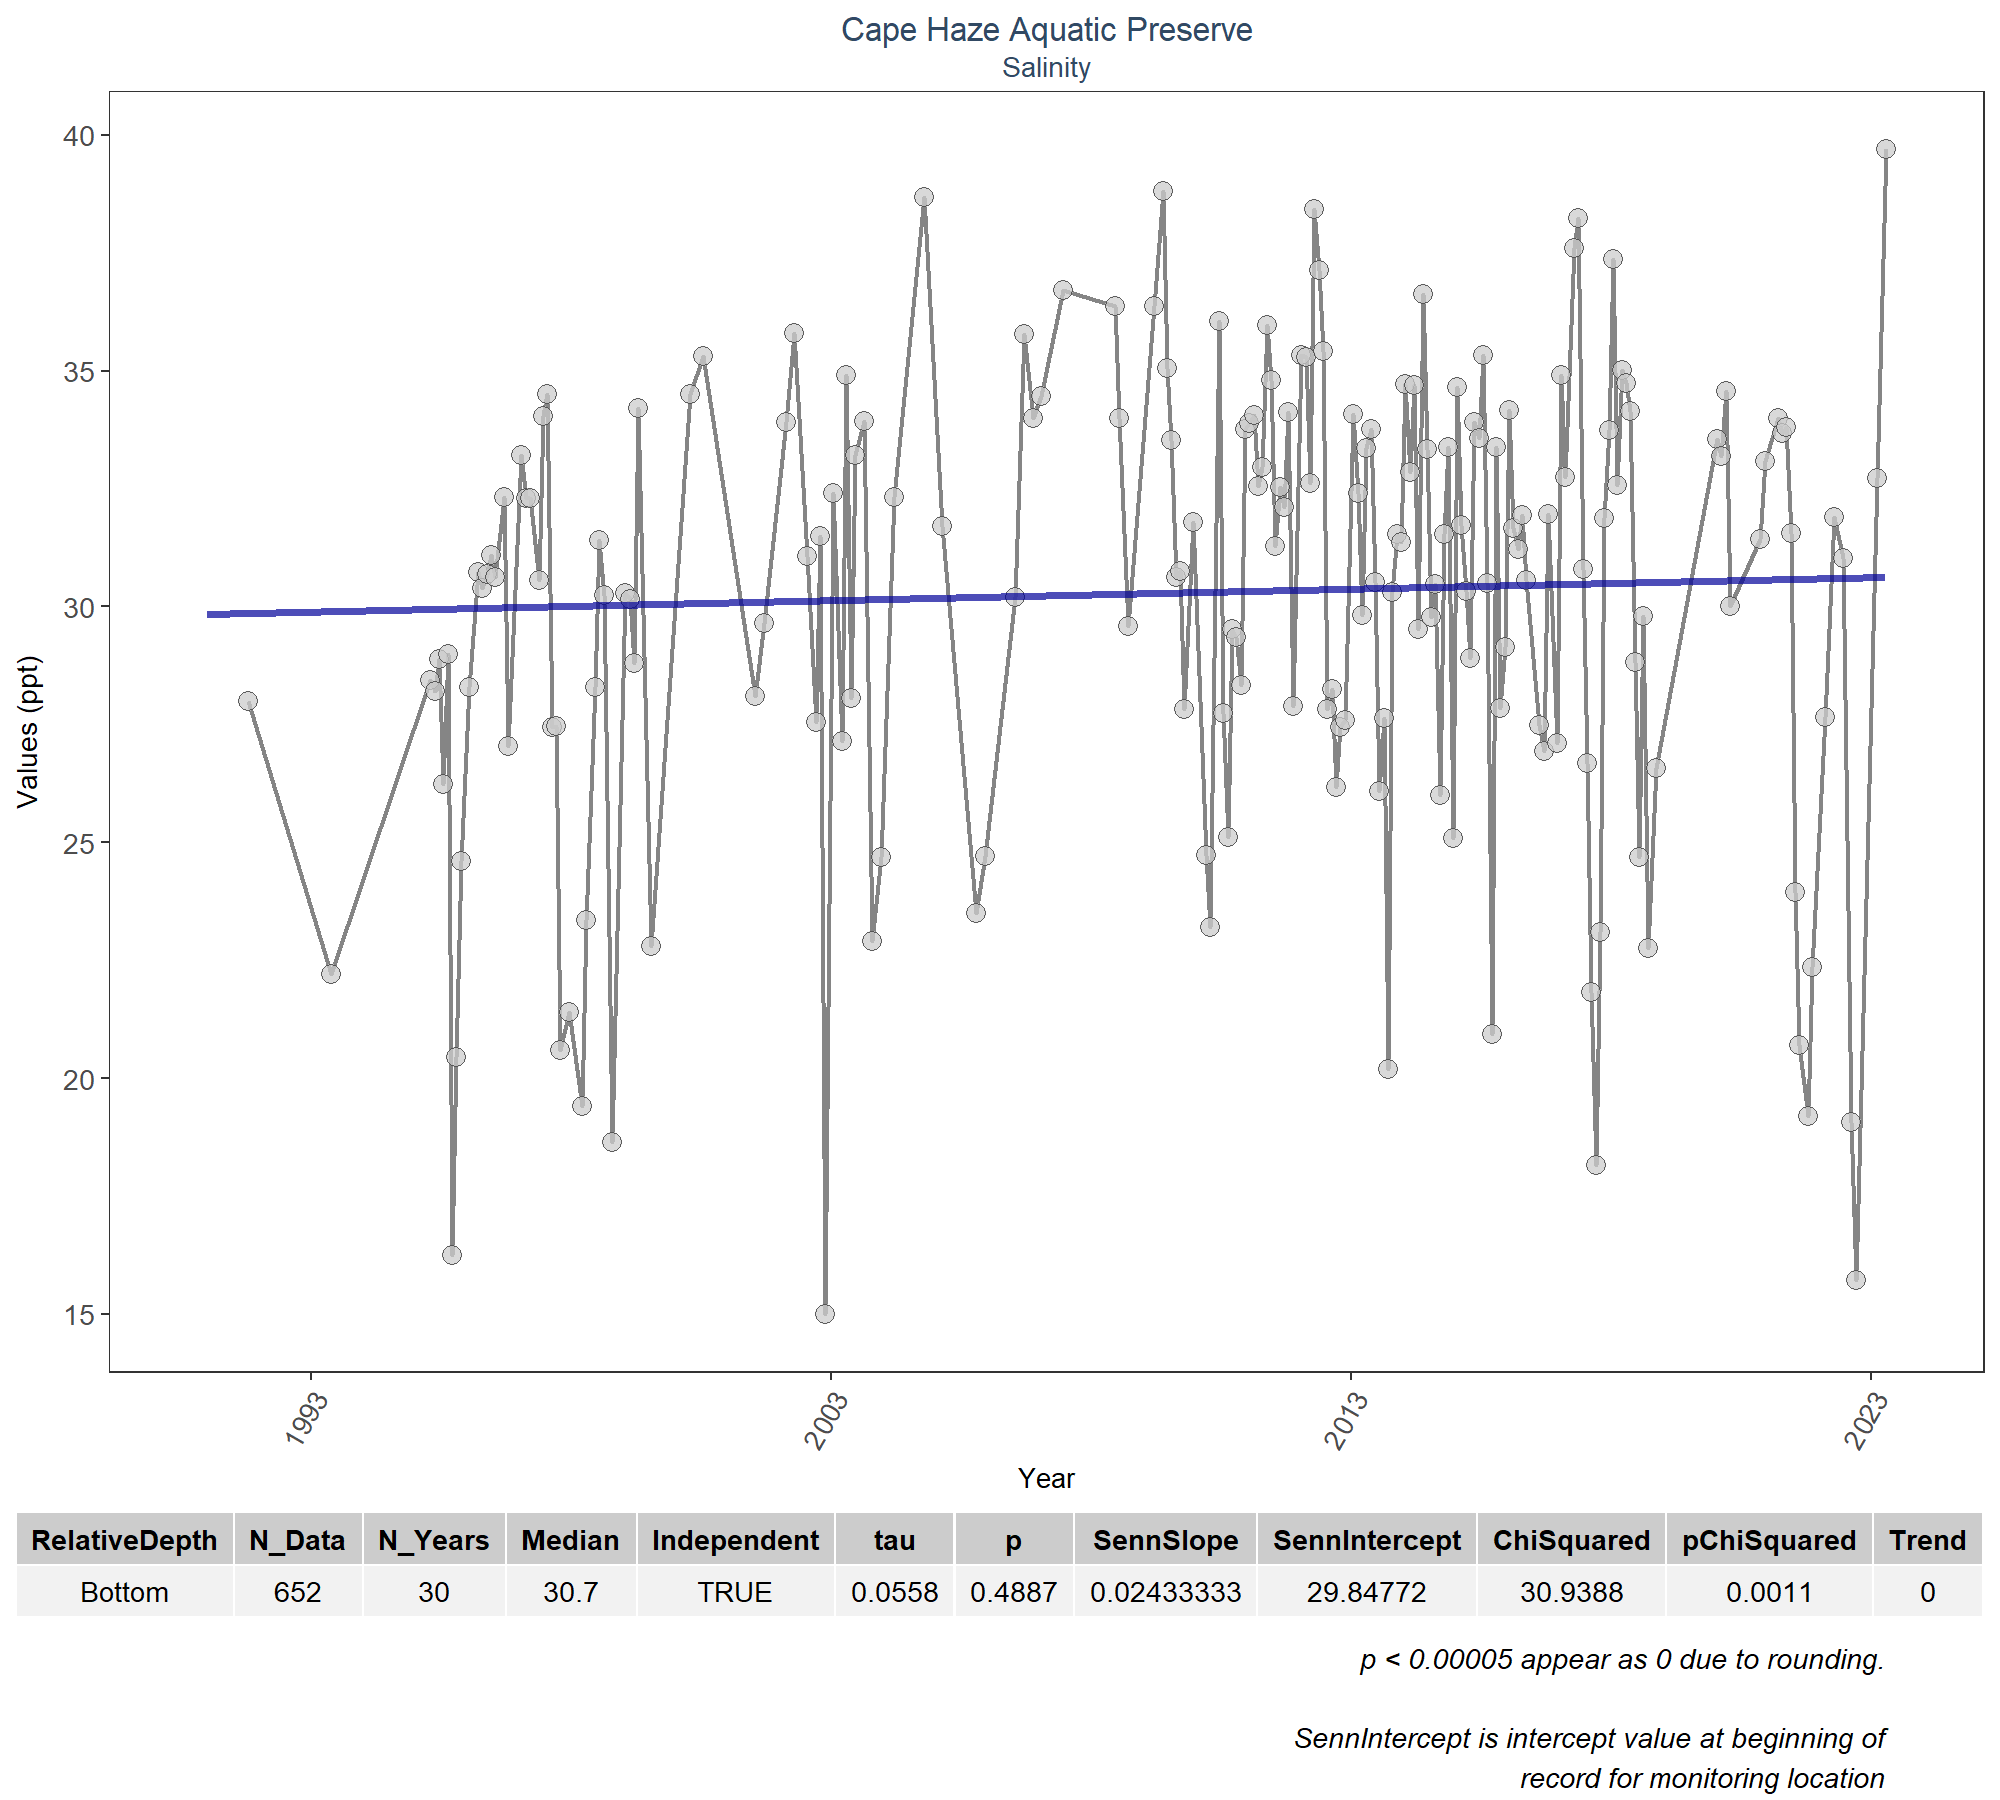 Cape Haze Aquatic Preserve
Salinity
40
35
30
25
20
15
Values (ppt)
1993 2003 2013 2023
Year
RelativeDepth N_Data N_Years Median Independent tau p SennSlope SennIntercept ChiSquared pChiSquared Trend
Bottom 652 30 30.7 TRUE 0.0558 0.4887 0.02433333 29.84772 30.9388 0.0011 0
p < 0.00005 appear as 0 due to rounding.
SennIntercept is intercept value at beginning of
record for monitoring location